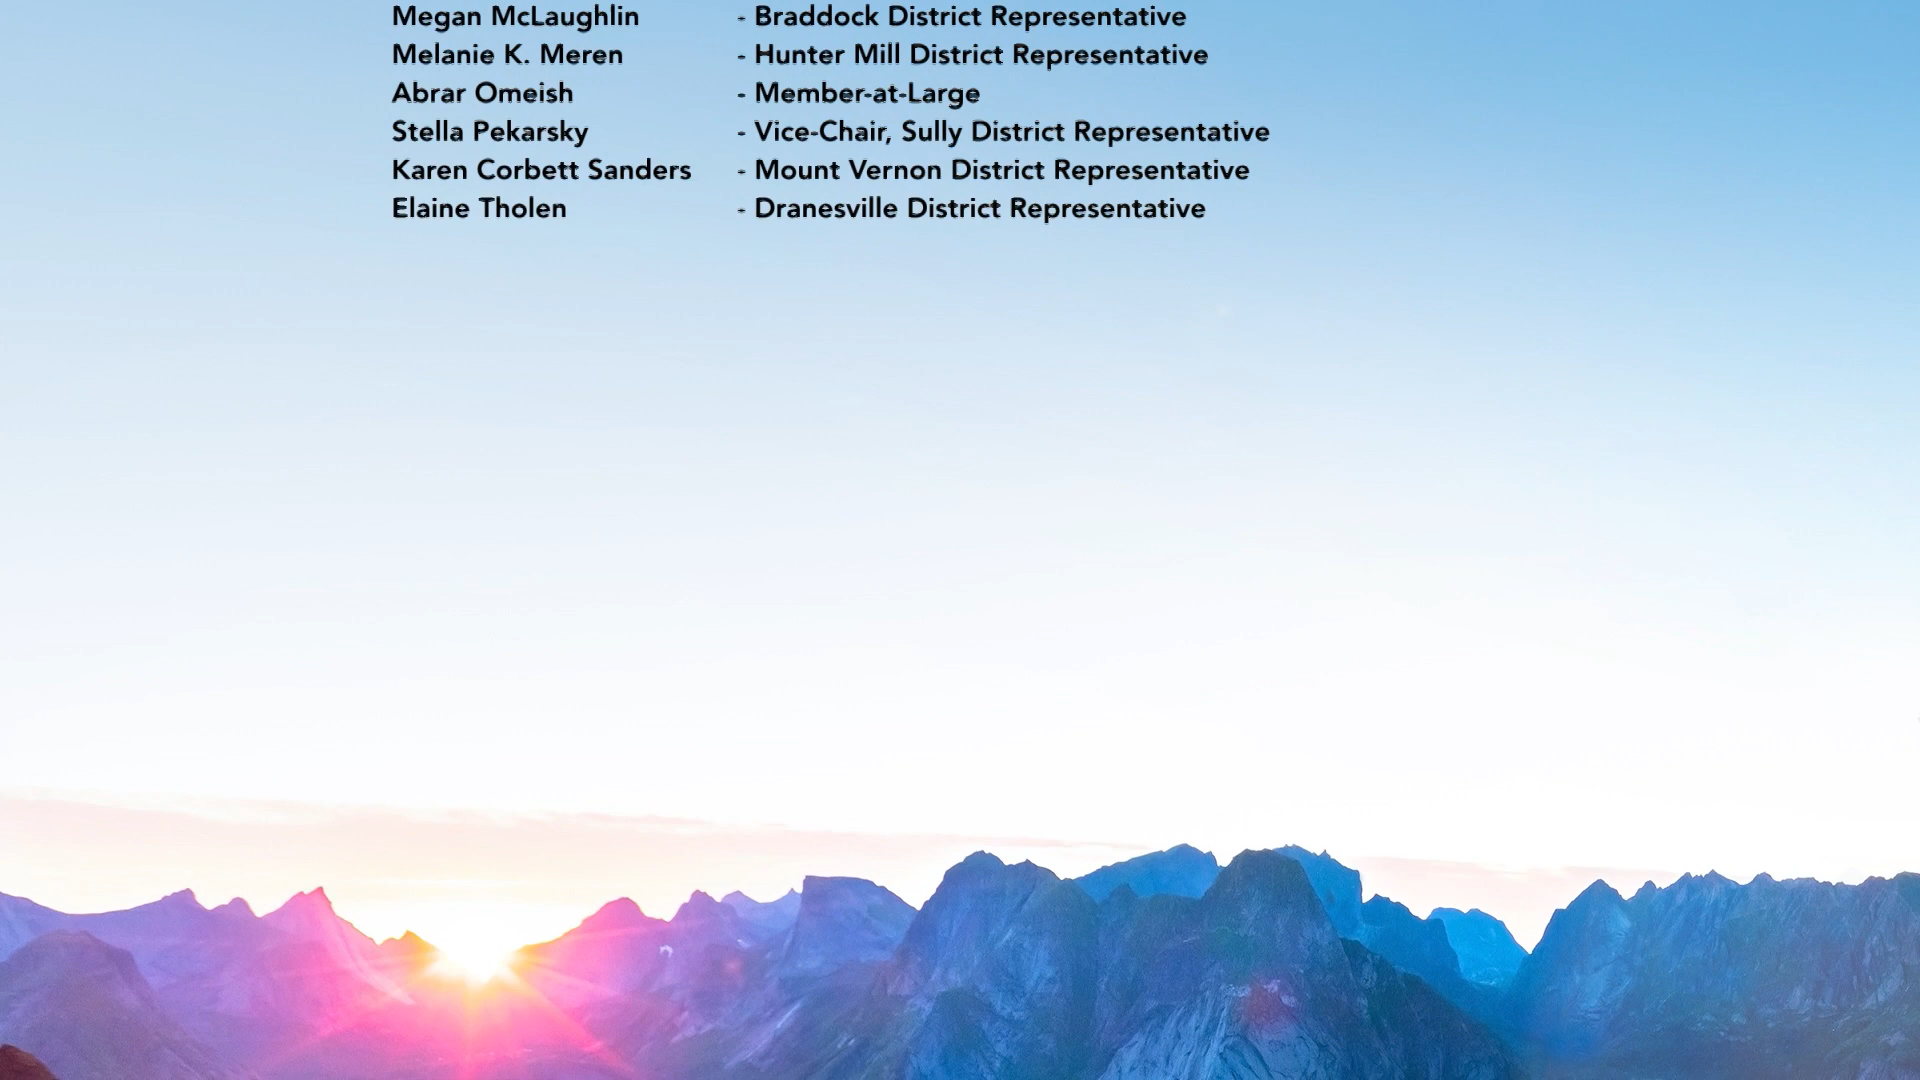 Megan McLaughlin - Braddock District Representative
Melanie K. Meren - Hunter Mill District Representative
Abrar Omeish - Member-at-Large
Stella Pekarsky - Vice-Chair, Sully District Representative
Karen Corbett Sanders - Mount Vernon District Representative
Elaine Tholen - Dranesville District Representative